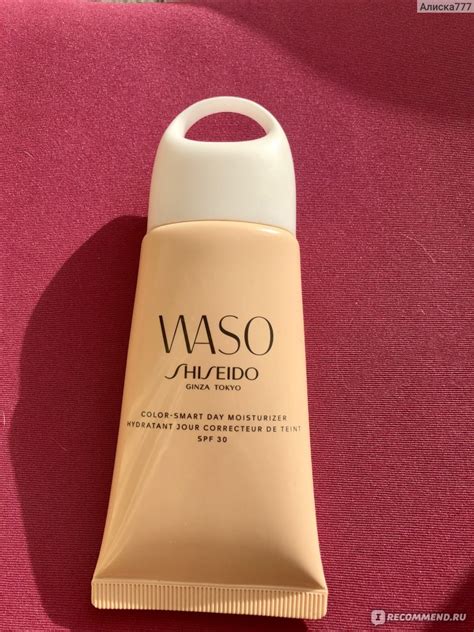 Алиска777
WASO
SHISEIDO
GINZA TOKYO
COLOR-SMART DAY MOISTURIZER
HYDRATANT JOUR CORRECTEUR DE TEINT
SPF 30
I RECOMMEND.RU